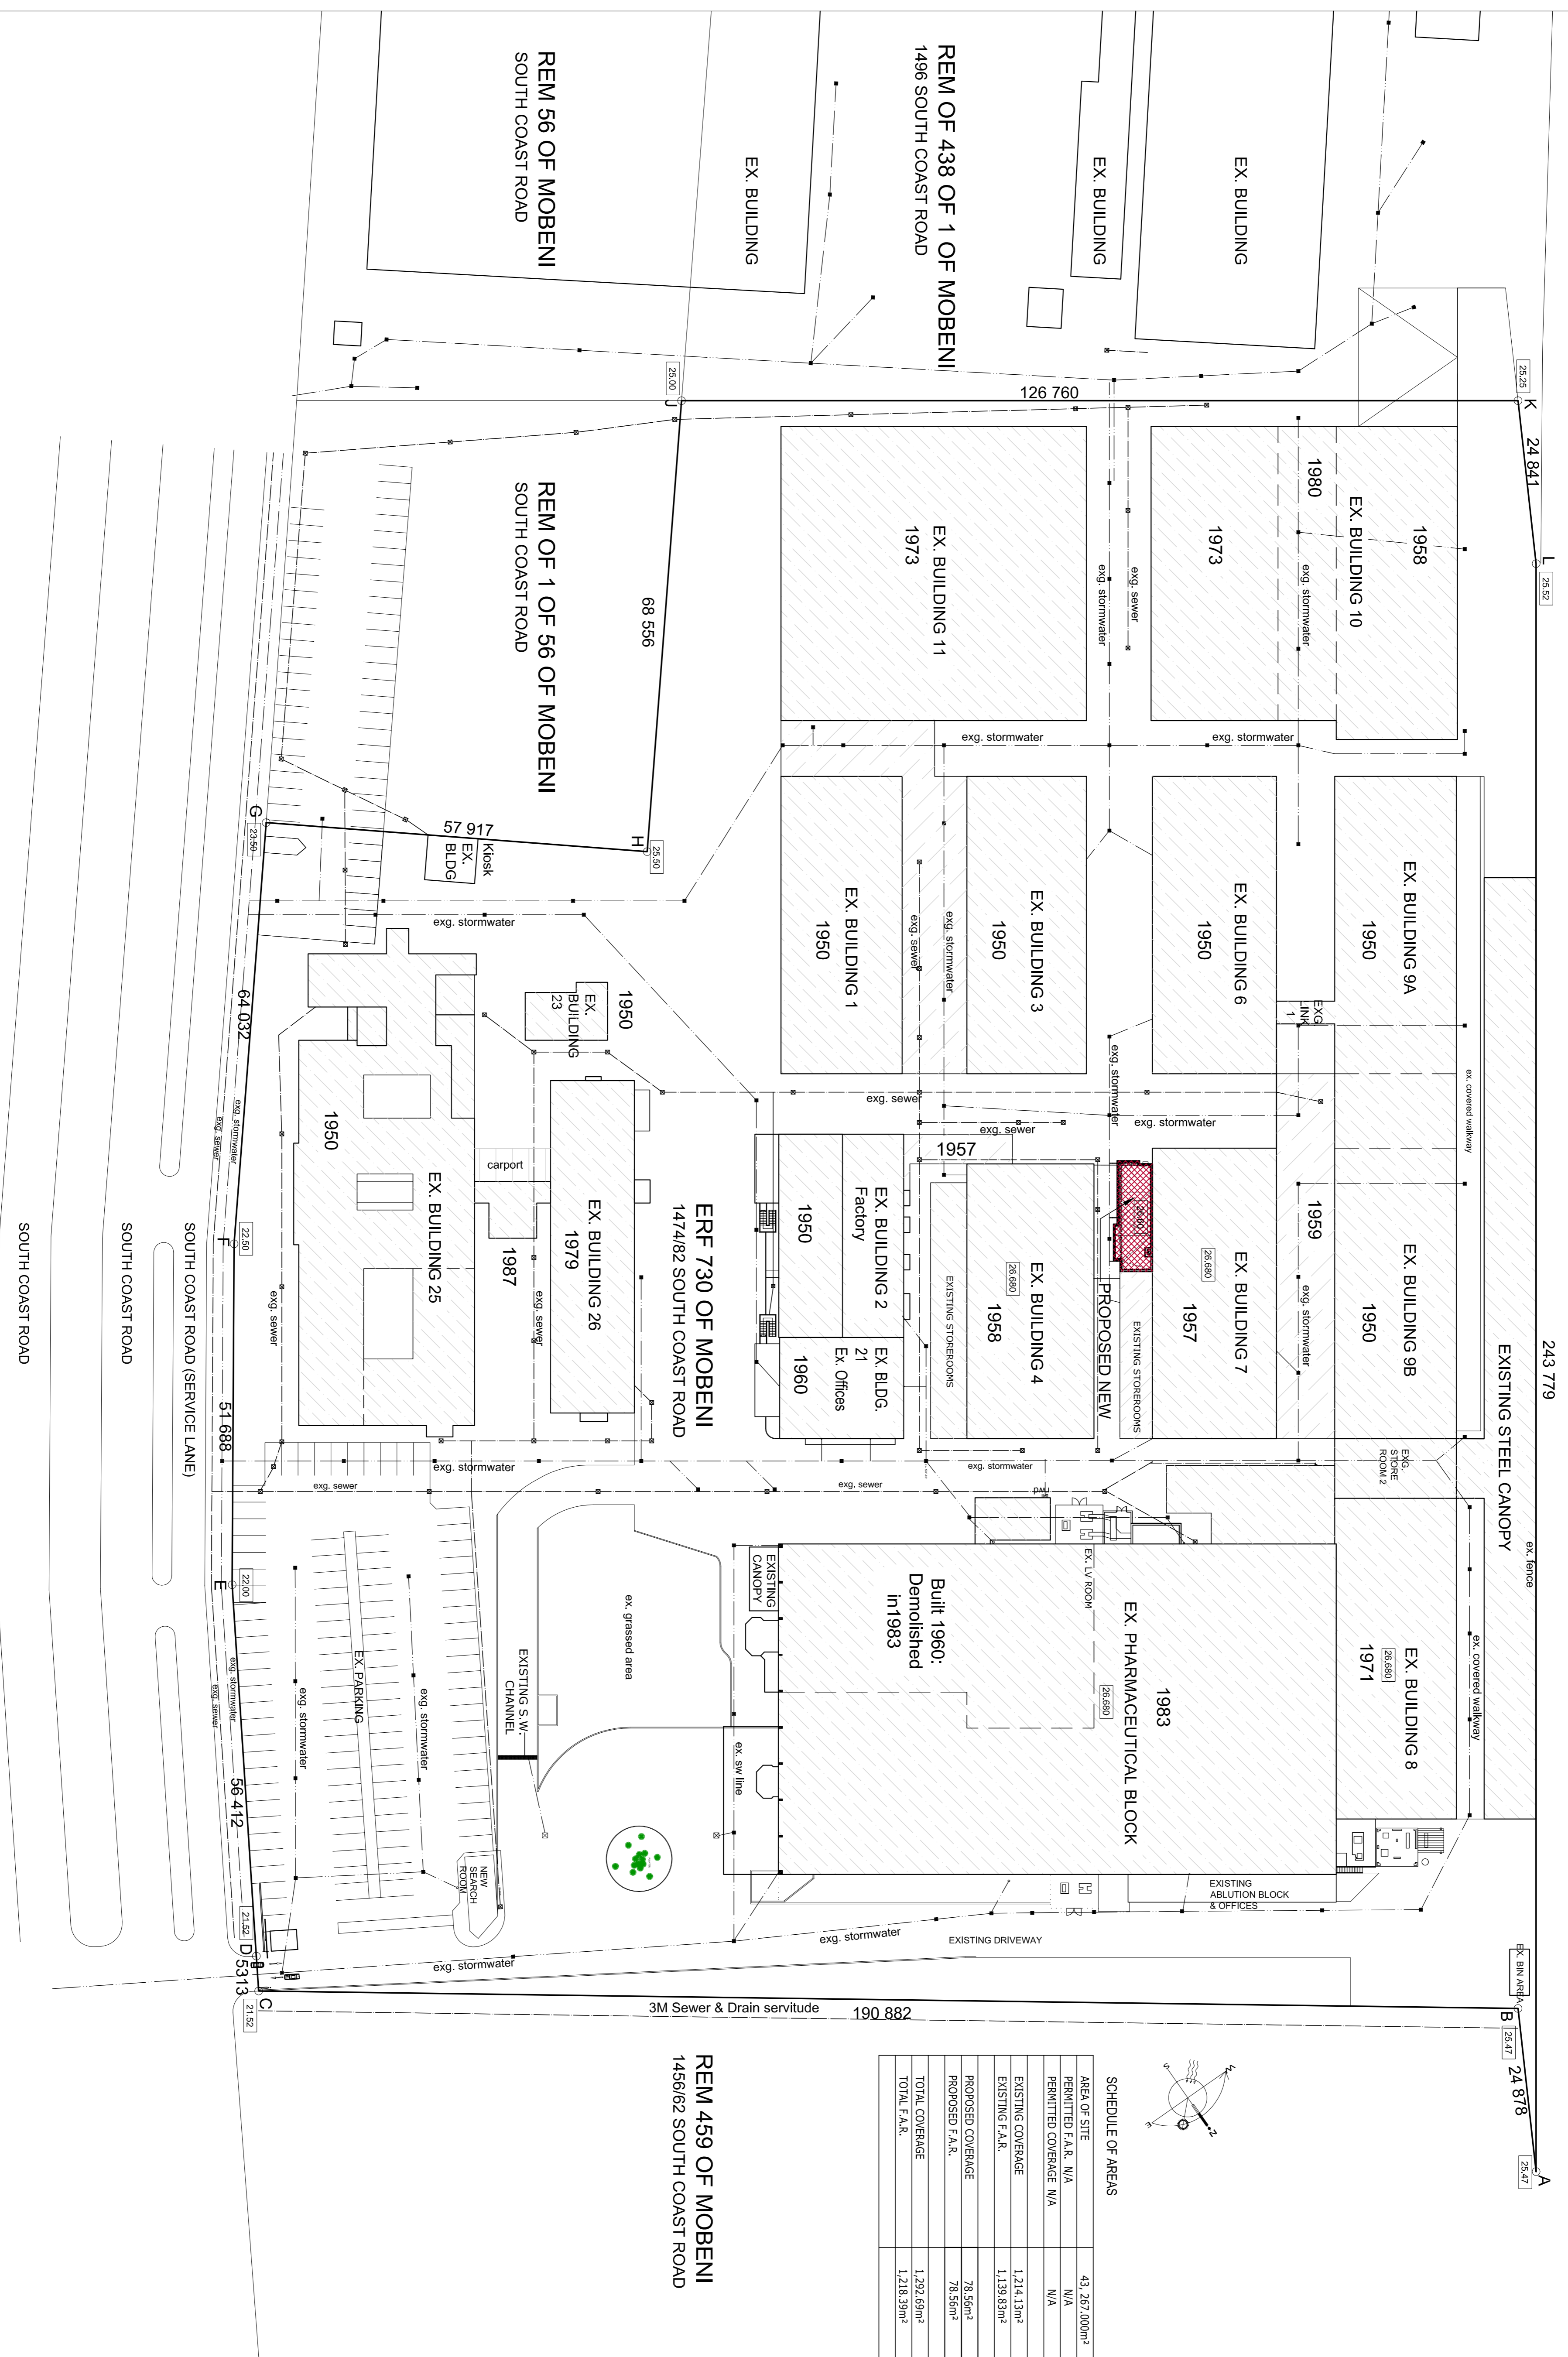 REM 56 OF MOBENI
SOUTH COAST ROAD
EX. BUILDING
REM OF 438 OF 1 OF MOBENI
1496 SOUTH COAST ROAD
EX. BUILDING
EX. BUILDING
K
25.25
24 841
L
25.52
243 779
ex. fence
EXISTING STEEL CANOPY
EX. BIN AREA
B
25.47
24 878
A
25.47
126 760
25.00
J
68 556
H
25.50
57 917
G
23.50
REM OF 1 OF 56 OF MOBENI
SOUTH COAST ROAD
EX. BUILDING 11
1973
1958
EX. BUILDING 10
1980
1973
exg. stormwater
exg. sewer
exg. stormwater
exg. stormwater
exg. stormwater
EX. BUILDING 9A
1950
EX. BUILDING 6
1950
EX. BUILDING 3
1950
EX. BUILDING 1
1950
EXG
LINK
1
exg. stormwater
exg. sewer
ex. covered walkway
exg. stormwater
exg. stormwater
exg. sewer
exg. sewer
EX. BUILDING 9B
1950
1959
exg. stormwater
EX. BUILDING 7
26.680
1957
EXISTING STOREROOMS
PROPOSED NEW
26.680
EX. BUILDING 4
26.680
1958
EXISTING STOREROOMS
1957
EX. BUILDING 2
Factory
1950
EX. BLDG.
21
Ex. Offices
1960
EXG.
STORE
ROOM 2
ex. covered walkway
EX. BUILDING 8
26.680
1971
1983
EX. PHARMACEUTICAL BLOCK
26.680
EX. LV ROOM
Built 1960:
Demolished
in1983
EXISTING
CANOPY
ex. sw line
EXISTING
ABLUTION BLOCK
& OFFICES
EXISTING DRIVEWAY
exg. stormwater
exg. stormwater
3M Sewer & Drain servitude
190 882
Kiosk
EX.
BLDG
exg. stormwater
1950
EX.
BUILDING
23
EX. BUILDING 26
1979
carport
1987
exg. sewer
EX. BUILDING 25
1950
exg. sewer
ERF 730 OF MOBENI
1474/82 SOUTH COAST ROAD
exg. stormwater
exg. stormwater
exg. sewer
exg. sewer
rwd
ex. grassed area
EXISTING S.W.
CHANNEL
exg. stormwater
EX. PARKING
exg. stormwater
NEW
SEARCH
ROOM
64 032
exg. stormwater
exg. sewer
F
22.50
51 688
E
22.00
exg. stormwater
exg. sewer
56 412
21.52
D
5313
C
21.52
SOUTH COAST ROAD (SERVICE LANE)
SOUTH COAST ROAD
SOUTH COAST ROAD
REM 459 OF MOBENI
1456/62 SOUTH COAST ROAD
N
S
E
SCHEDULE OF AREAS
AREA OF SITE 43, 267.000m²
PERMITTED F.A.R. N/A N/A
PERMITTED COVERAGE N/A N/A
EXISTING COVERAGE 1,214.13m²
EXISTING F.A.R. 1,139.83m²
PROPOSED COVERAGE 78.56m²
PROPOSED F.A.R. 78.56m²
TOTAL COVERAGE 1,292.69m²
TOTAL F.A.R. 1,218.39m²